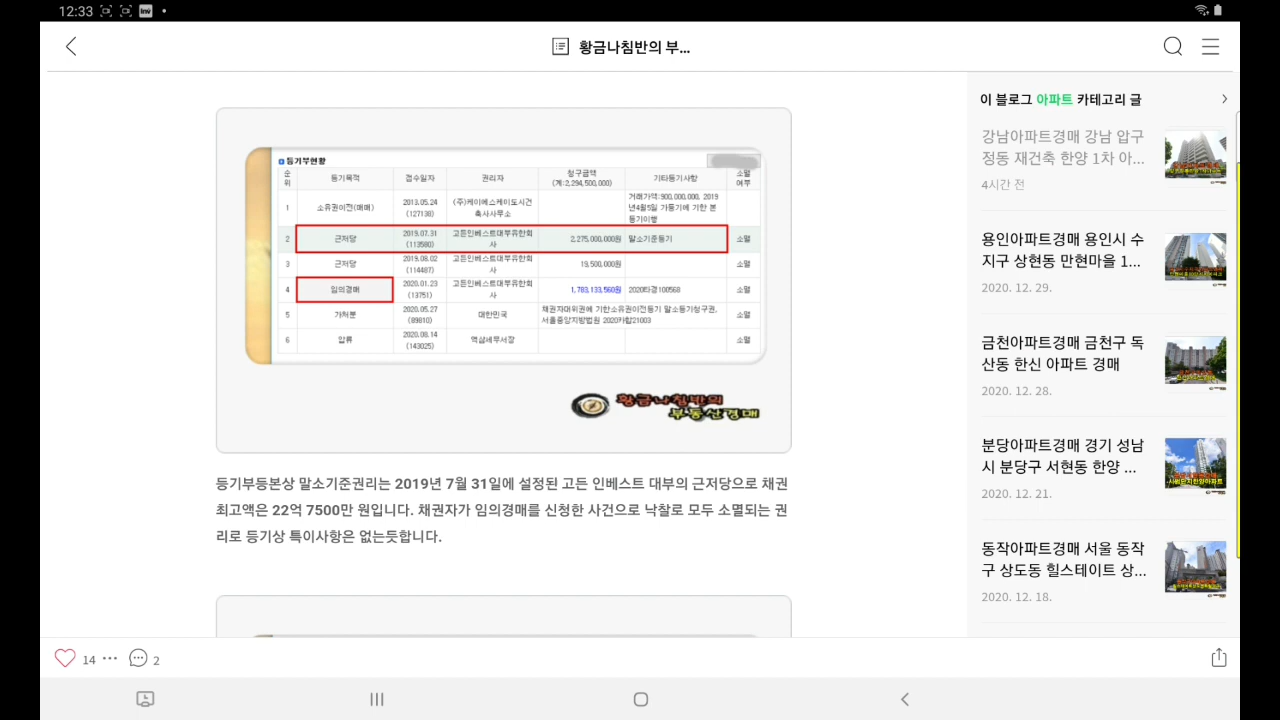 12:33
황금나침반의 부...
등기부현황
순위 등기목적 접수일자 권리자 청구금액 (계:2,294,500,000) 기타등기사항 소멸여부
1 소유권이전(매매) 2013.05.24 (127138) (주)케이에스케이도시건축사사무소 거래가액:900,000,000, 2019년4월5일 가등기에 기한 본등기이행
2 근저당 2019.07.31 (113580) 고든인베스트대부유한회사 2,275,000,000원 말소기준등기 소멸
3 근저당 2019.08.02 (114487) 고든인베스트대부유한회사 19,500,000원 소멸
4 임의경매 2020.01.23 (13751) 고든인베스트대부유한회사 1,783,133,560원 2020타경100568 소멸
5 가처분 2020.05.27 (89810) 대한민국 채권자대위권에 기한소유권이전등기 말소등기청구권, 서울중앙지방법원 2020카합21003 소멸
6 압류 2020.08.14 (143025) 역삼세무서장 소멸
황금나침반의
부동산경매
등기부등본상 말소기준권리는 2019년 7월 31일에 설정된 고든 인베스트 대부의 근저당으로 채권
최고액은 22억 7500만 원입니다. 채권자가 임의경매를 신청한 사건으로 낙찰로 모두 소멸되는 권
리로 등기상 특이사항은 없는듯합니다.
14 ··· 2
이 블로그 아파트 카테고리 글
강남아파트경매 강남 압구
정동 재건축 한양 1차 아...
4시간 전
용인아파트경매 용인시 수
지구 상현동 만현마을 1...
2020. 12. 29.
금천아파트경매 금천구 독
산동 한신 아파트 경매
2020. 12. 28.
분당아파트경매 경기 성남
시 분당구 서현동 한양 ...
2020. 12. 21.
동작아파트경매 서울 동작
구 상도동 힐스테이트 상...
2020. 12. 18.